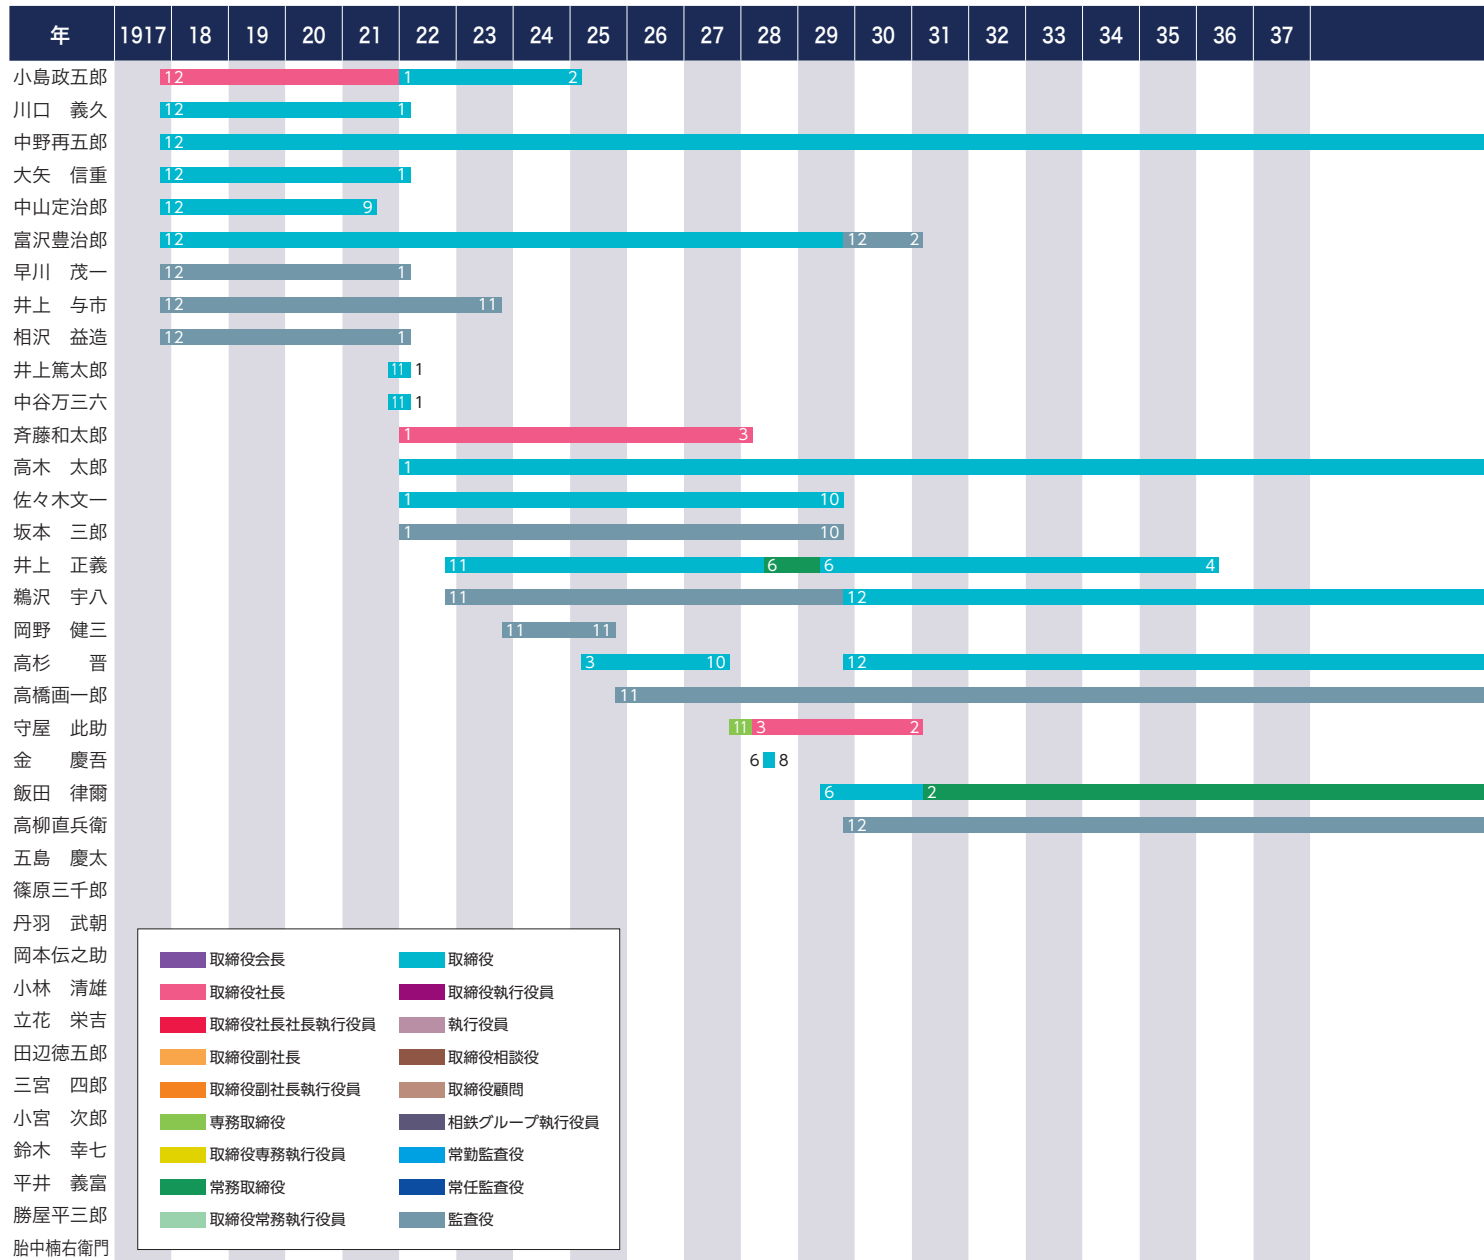 年 1917 18 19 20 21 22 23 24 25 26 27 28 29 30 31 32 33 34 35 36 37
小島政五郎 12 1 2
川口　義久 12 1
中野再五郎 12
大矢　信重 12 1
中山定治郎 12 9
富沢豊治郎 12 12 2
早川　茂一 12 1
井上　与市 12 11
相沢　益造 12 1
井上篤太郎 11 1
中谷万三六 11 1
斉藤和太郎 1 3
高木　太郎 1
佐々木文一 1 10
坂本　三郎 1 10
井上　正義 11 6 6 4
鵜沢　宇八 11 12
岡野　健三 11 11
高杉　　晋 3 10 12
高橋画一郎 11
守屋　此助 11 3 2
金　　慶吾 6 8
飯田　律爾 6 2
高柳直兵衛 12
五島　慶太
篠原三千郎
丹羽　武朝
岡本伝之助
小林　清雄
立花　栄吉
田辺徳五郎
三宮　四郎
小宮　次郎
鈴木　幸七
平井　義富
勝屋平三郎
胎中楠右衛門
取締役会長
取締役社長
取締役社長社長執行役員
取締役副社長
取締役副社長執行役員
専務取締役
取締役専務執行役員
常務取締役
取締役常務執行役員
取締役
取締役執行役員
執行役員
取締役相談役
取締役顧問
相鉄グループ執行役員
常勤監査役
常任監査役
監査役